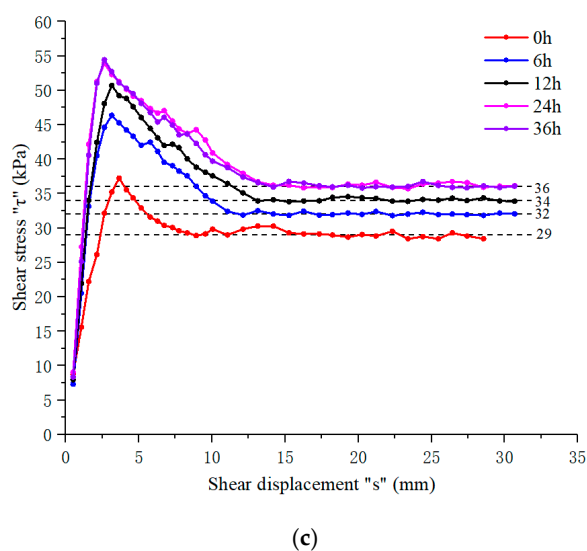 60
55
50
45
40
35
30
25
20
15
10
5
0
Shear stress "τ" (kPa)
0h
6h
12h
24h
36h
36
34
32
29
0 5 10 15 20 25 30 35
Shear displacement "s" (mm)
(c)